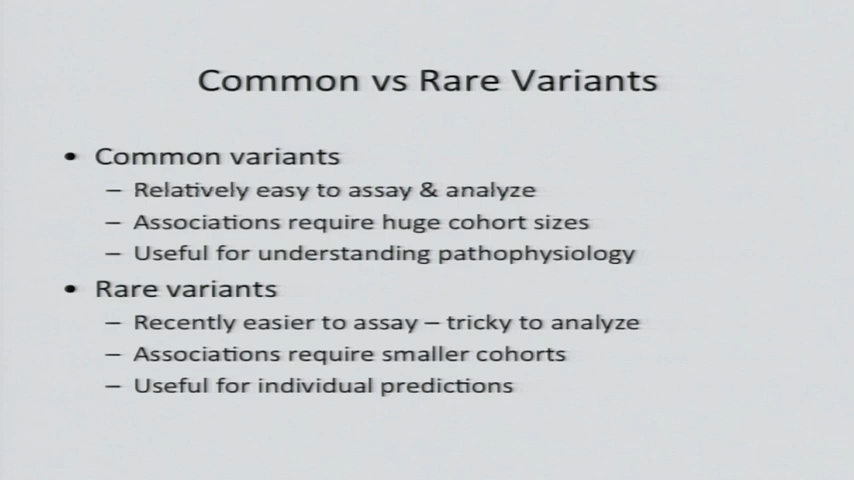 Common vs Rare Variants
• Common variants
– Relatively easy to assay & analyze
– Associations require huge cohort sizes
– Useful for understanding pathophysiology
• Rare variants
– Recently easier to assay – tricky to analyze
– Associations require smaller cohorts
– Useful for individual predictions